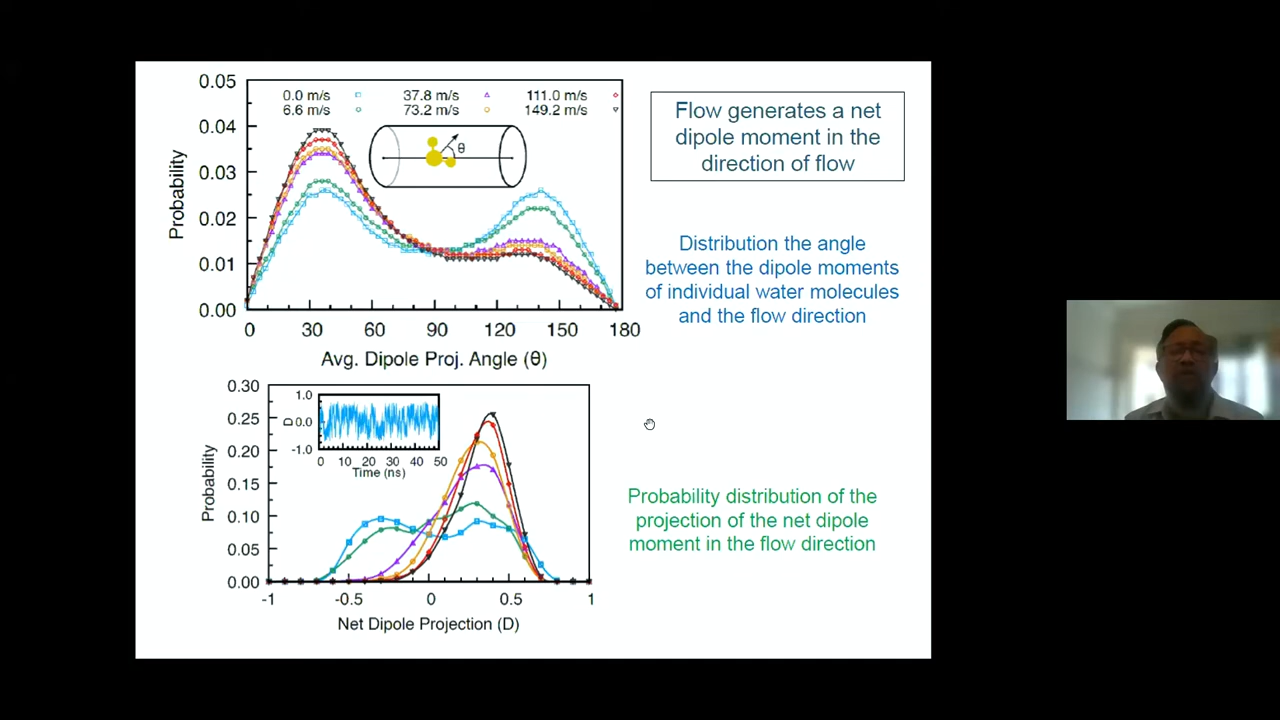 0.05
0.04
0.03
0.02
0.01
0.00
Probability
0.0 m/s 37.8 m/s 111.0 m/s
6.6 m/s 73.2 m/s 149.2 m/s
θ
0 30 60 90 120 150 180
Avg. Dipole Proj. Angle (θ)
Flow generates a net
dipole moment in the
direction of flow
Distribution the angle
between the dipole moments
of individual water molecules
and the flow direction
0.30
0.25
0.20
0.15
0.10
0.05
0.00
Probability
1.0
0.0
-1.0
D
0 10 20 30 40 50
Time (ns)
-1 -0.5 0 0.5 1
Net Dipole Projection (D)
Probability distribution of the
projection of the net dipole
moment in the flow direction